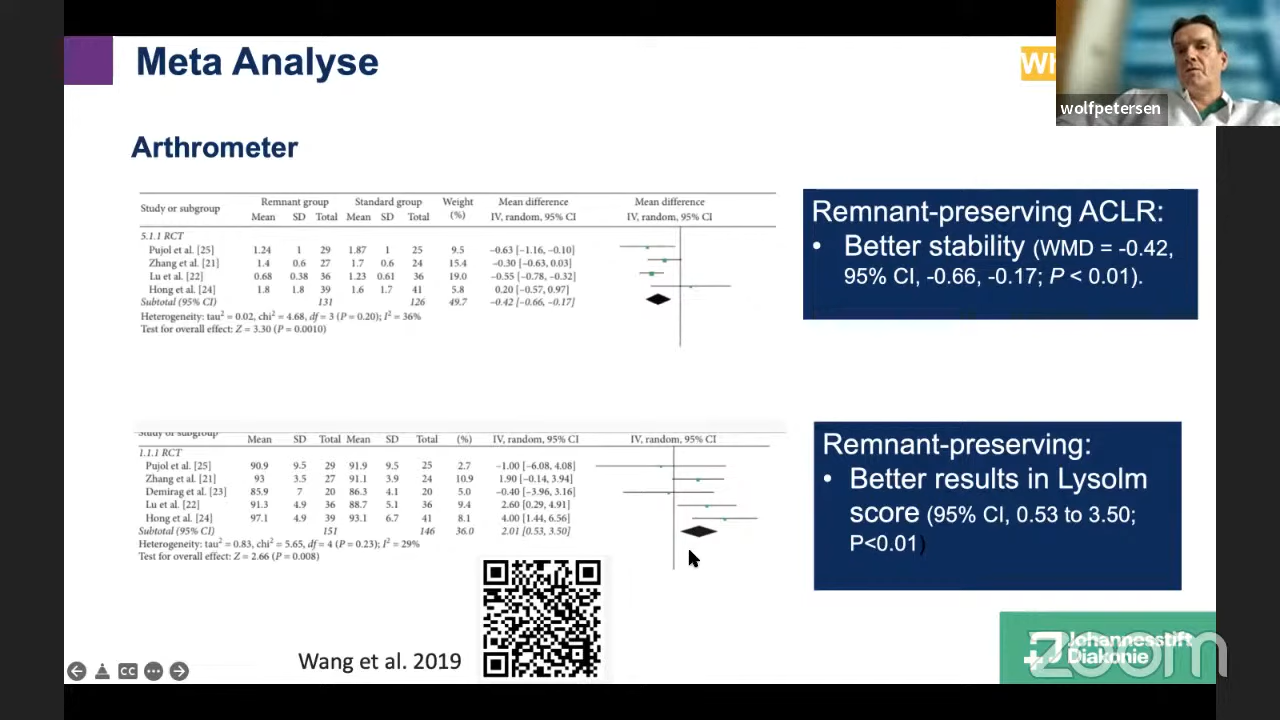 Meta Analyse
Wh
wolfpetersen
Arthrometer
Study or subgroup Remnant group Standard group Weight (%) Mean difference Mean difference
Mean SD Total Mean SD Total IV, random, 95% CI IV, random, 95% CI
5.1.1 RCT
Pujol et al. [25] 1.24 1 29 1.87 1 25 9.5 −0.63 [−1.16, −0.10]
Zhang et al. [21] 1.4 0.6 27 1.7 0.6 24 15.4 −0.30 [−0.63, 0.03]
Lu et al. [22] 0.68 0.38 36 1.23 0.61 36 19.0 −0.55 [−0.78, −0.32]
Hong et al. [24] 1.8 1.8 39 1.6 1.7 41 5.8 0.20 [−0.57, 0.97]
Subtotal (95% CI) 131 126 49.7 −0.42 [−0.66, −0.17]
Heterogeneity: tau² = 0.02, chi² = 4.68, df = 3 (P = 0.20); I² = 36%
Test for overall effect: Z = 3.30 (P = 0.0010)
Remnant-preserving ACLR:
• Better stability (WMD = -0.42,
95% CI, -0.66, -0.17; P < 0.01).
Study or subgroup Mean SD Total Mean SD Total (%) IV, random, 95% CI IV, random, 95% CI
1.1.1 RCT
Pujol et al. [25] 90.9 9.5 29 91.9 9.5 25 2.7 −1.00 [−6.08, 4.08]
Zhang et al. [21] 93 3.5 27 91.1 3.9 24 10.9 1.90 [−0.14, 3.94]
Demirag et al. [23] 85.9 7 20 86.3 4.1 20 5.0 −0.40 [−3.96, 3.16]
Lu et al. [22] 91.3 4.9 36 88.7 5.1 36 9.4 2.60 [0.29, 4.91]
Hong et al. [24] 97.1 4.9 39 93.1 6.7 41 8.1 4.00 [1.44, 6.56]
Subtotal (95% CI) 151 146 36.0 2.01 [0.53, 3.50]
Heterogeneity: tau² = 0.83, chi² = 5.65, df = 4 (P = 0.23); I² = 29%
Test for overall effect: Z = 2.66 (P = 0.008)
Remnant-preserving:
• Better results in Lysolm
score (95% CI, 0.53 to 3.50;
P<0.01)
Wang et al. 2019
CC
Johannesstift
Diakonie
zoom